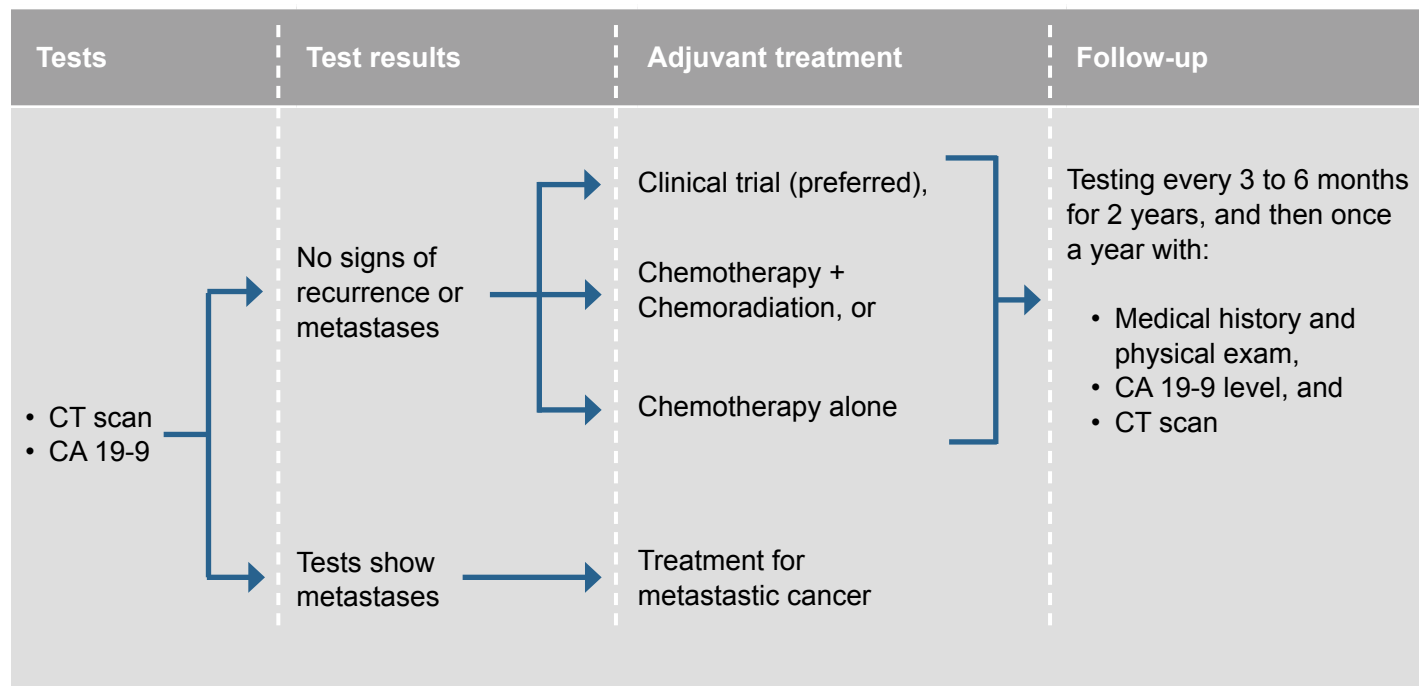 Tests
Test results
Adjuvant treatment
Follow-up
• CT scan
• CA 19-9
No signs of
recurrence or
metastases
Tests show
metastases
Clinical trial (preferred),
Chemotherapy +
Chemoradiation, or
Chemotherapy alone
Treatment for
metastastic cancer
Testing every 3 to 6 months
for 2 years, and then once
a year with:
• Medical history and
physical exam,
• CA 19-9 level, and
• CT scan